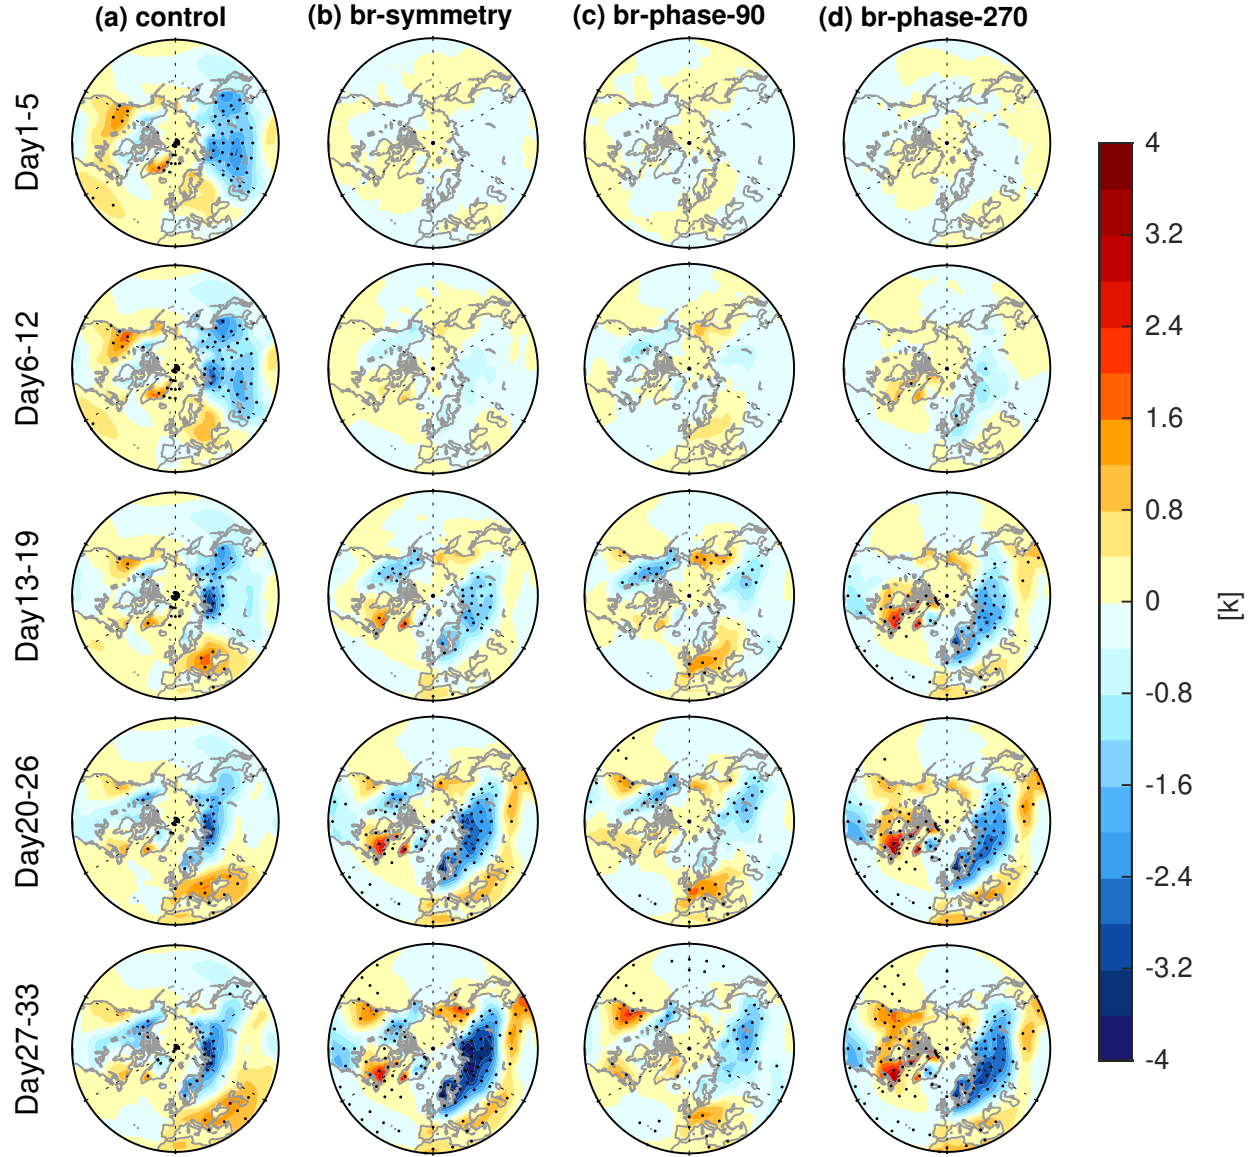 (a) control (b) br-symmetry (c) br-phase-90 (d) br-phase-270
Day1-5
Day6-12
Day13-19
Day20-26
Day27-33
4
3.2
2.4
1.6
0.8
0
-0.8
-1.6
-2.4
-3.2
-4
[k]